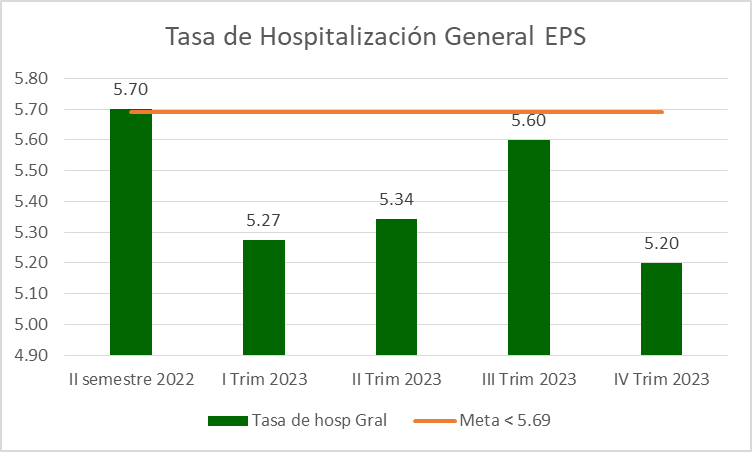 Tasa de Hospitalización General EPS
5.80
5.70
5.60
5.50
5.40
5.30
5.20
5.10
5.00
4.90
5.70
5.27
5.34
5.60
5.20
II semestre 2022
I Trim 2023
II Trim 2023
III Trim 2023
IV Trim 2023
Tasa de hosp Gral
Meta < 5.69